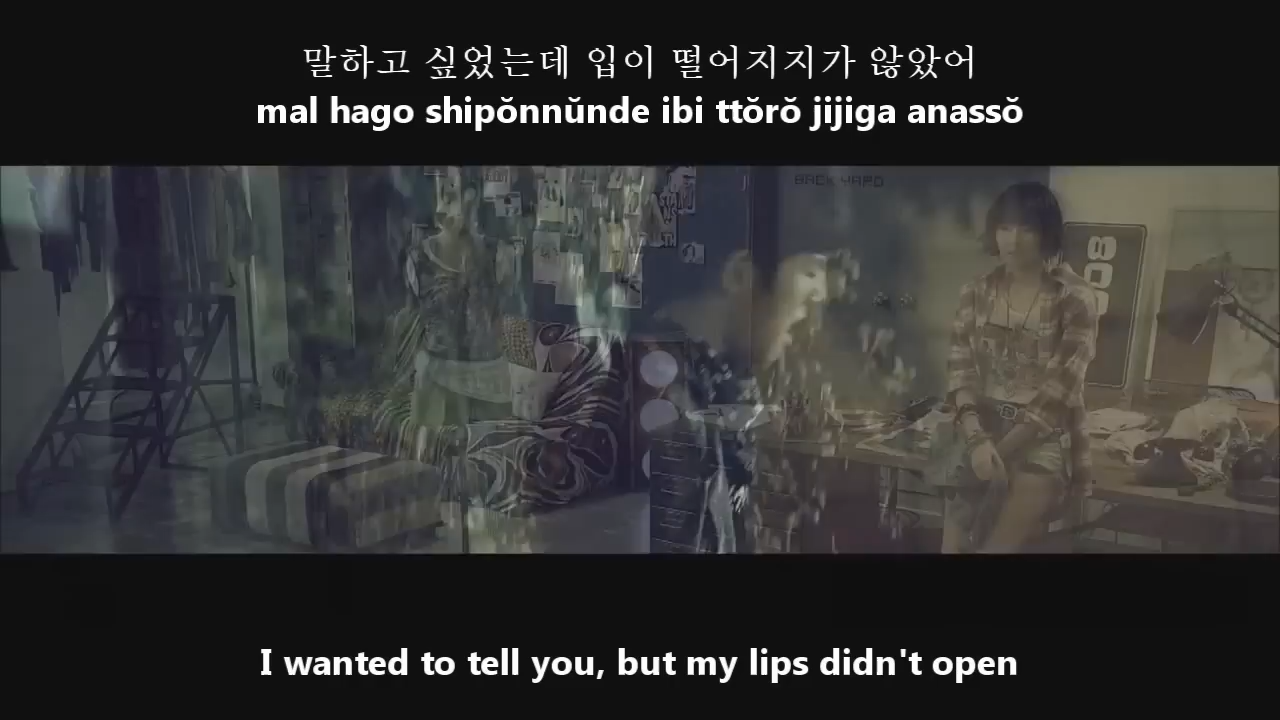 말하고 싶었는데 입이 떨어지지가 않았어
mal hago shipŏnnŭnde ibi ttŏrŏ jijiga anassŏ
BACK YARD
808
I wanted to tell you, but my lips didn't open